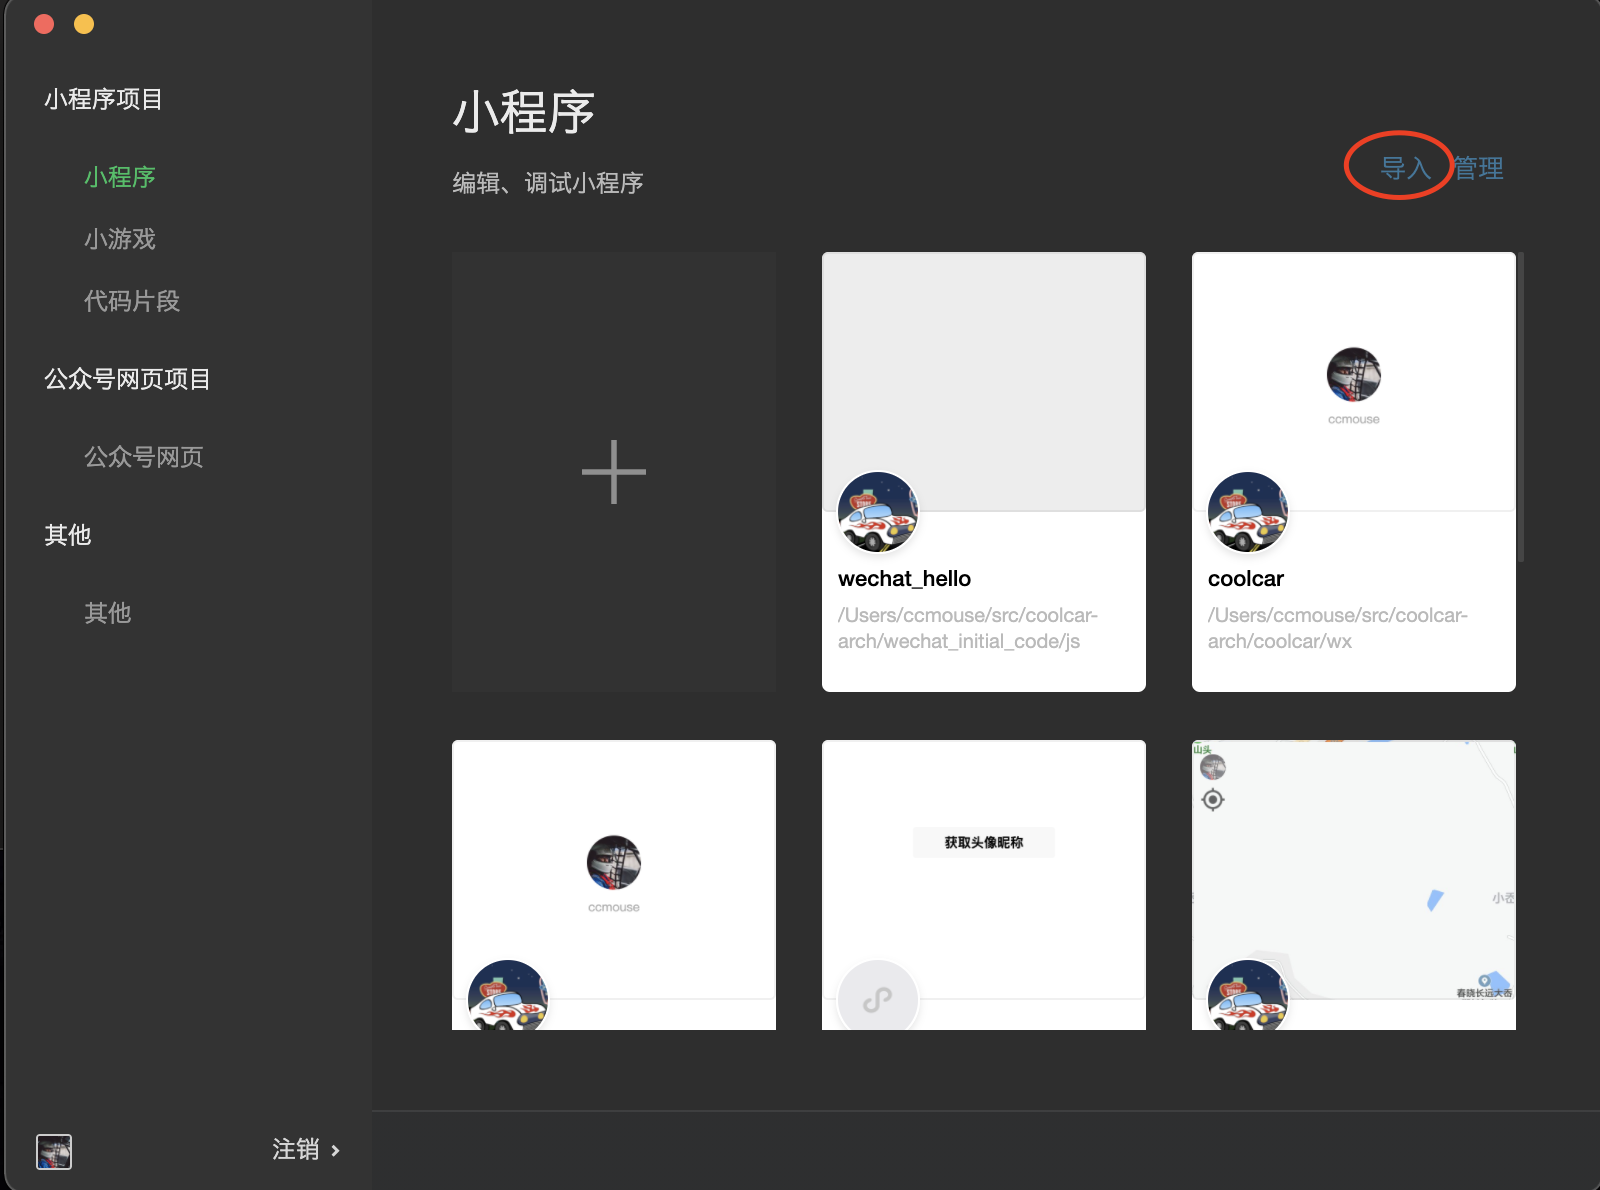 小程序项目
小程序
小游戏
代码片段
公众号网页项目
公众号网页
其他
其他
注销 ›
小程序
编辑、调试小程序
导入 管理
wechat_hello
/Users/ccmouse/src/coolcar-
arch/wechat_initial_code/js
ccmouse
coolcar
/Users/ccmouse/src/coolcar-
arch/coolcar/wx
ccmouse
获取头像昵称
山头
春晓长远大吞